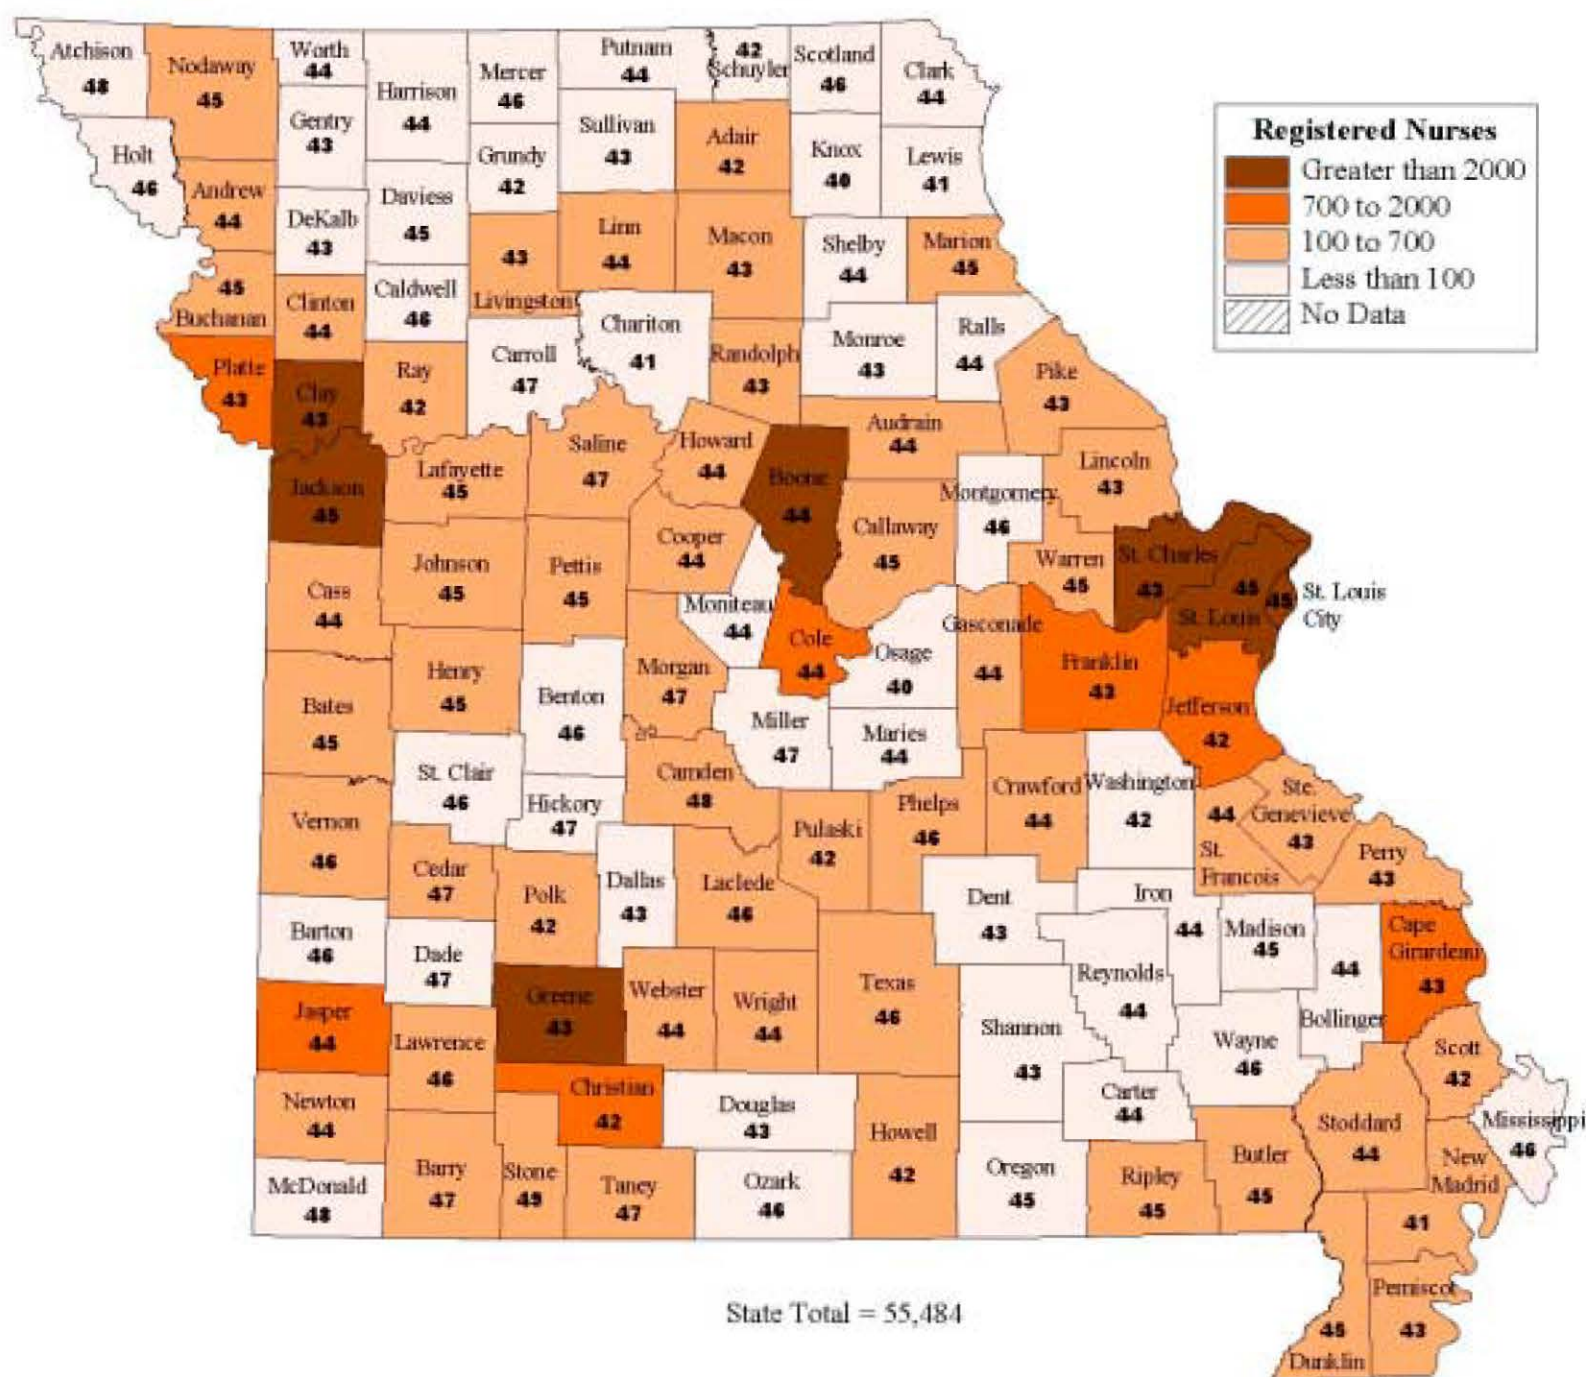 Atchison
48
Nodaway
45
Worth
44
Harrison
44
Mercer
46
Putnam
44
42
Schuyler
Scotland
46
Clark
44
Holt
46
Andrew
44
Gentry
43
DeKalb
43
Daviess
45
Grundy
42
Sullivan
43
Adair
42
Knox
40
Lewis
41
Registered Nurses
Greater than 2000
700 to 2000
100 to 700
Less than 100
No Data
45
Buchanan
Clinton
44
Caldwell
46
43
Livingston
Linn
44
Macon
43
Shelby
44
Marion
45
Platte
43
Clay
43
Ray
42
Carroll
47
Chariton
41
Randolph
43
Monroe
43
Ralls
44
Pike
43
Jackson
45
Lafayette
45
Saline
47
Howard
44
Boone
44
Audrain
44
Callaway
45
Montgomery
46
Lincoln
43
Warren
45
St. Charles
43
45
St. Louis
45
St. Louis
City
Cass
44
Johnson
45
Pettis
45
Cooper
44
Moniteau
44
Cole
44
Osage
40
Gasconade
44
Franklin
43
Jefferson
42
Bates
45
Henry
45
Benton
46
Morgan
47
Miller
47
Maries
44
St. Clair
46
Hickory
47
Camden
48
Pulaski
42
Phelps
46
Crawford
44
Washington
42
44
St.
Francois
Ste.
Genevieve
43
Perry
43
Vernon
46
Cedar
47
Polk
42
Dallas
43
Laclede
46
Dent
43
Iron
44
Madison
45
44
Bollinger
Cape
Girardeau
43
Barton
46
Dade
47
Greene
43
Webster
44
Wright
44
Texas
46
Shannon
43
Reynolds
44
Wayne
46
Scott
42
Jasper
44
Lawrence
46
Christian
42
Douglas
43
Howell
42
Carter
44
Stoddard
44
Mississippi
46
Newton
44
McDonald
48
Barry
47
Stone
49
Taney
47
Ozark
46
Oregon
45
Ripley
45
Butler
45
New
Madrid
41
Pemiscot
43
45
Dunklin
State Total = 55,484